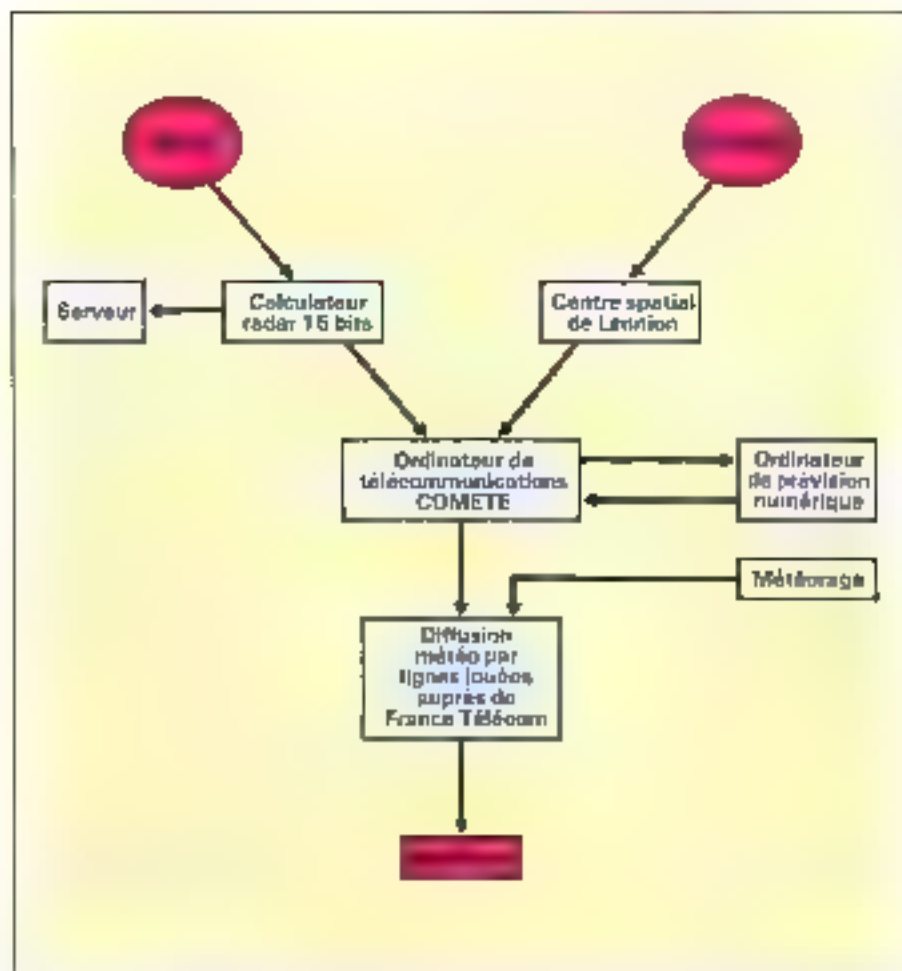 Serveur
Calculateur
radar 16 bits
Centre spatial
de Lannion
Ordinateur de
télécommunications
COMETE
Ordinateur
de prévision
numérique
Météorage
Diffusion
météo par
lignes louées
auprès de
France Télécom